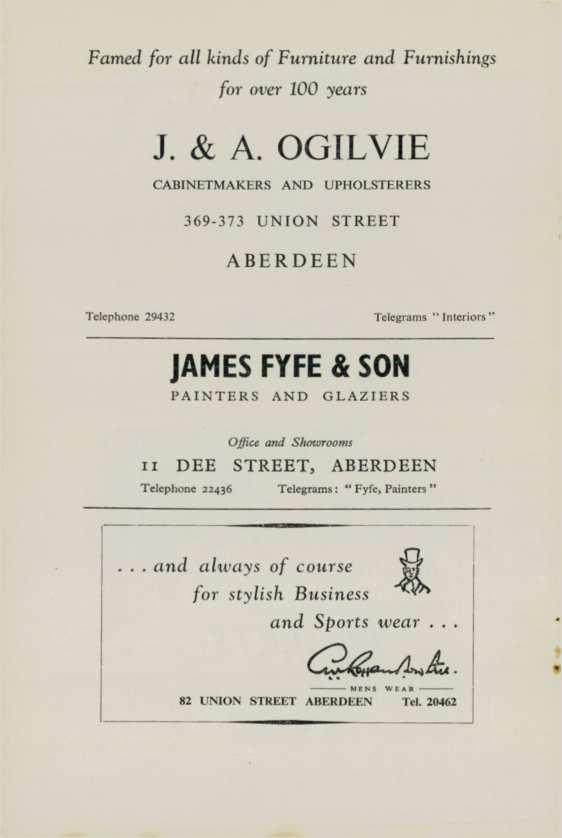 Famed for all kinds of Furniture and Furnishings
for over 100 years
J. & A. OGILVIE
CABINETMAKERS AND UPHOLSTERERS
369-373 UNION STREET
ABERDEEN
Telephone 29432 Telegrams "Interiors"
JAMES FYFE & SON
PAINTERS AND GLAZIERS
Office and Showrooms
11 DEE STREET, ABERDEEN
Telephone 22436 Telegrams: "Fyfe, Painters"
... and always of course
for stylish Business
and Sports wear ...
MENS WEAR
82 UNION STREET ABERDEEN Tel. 20462